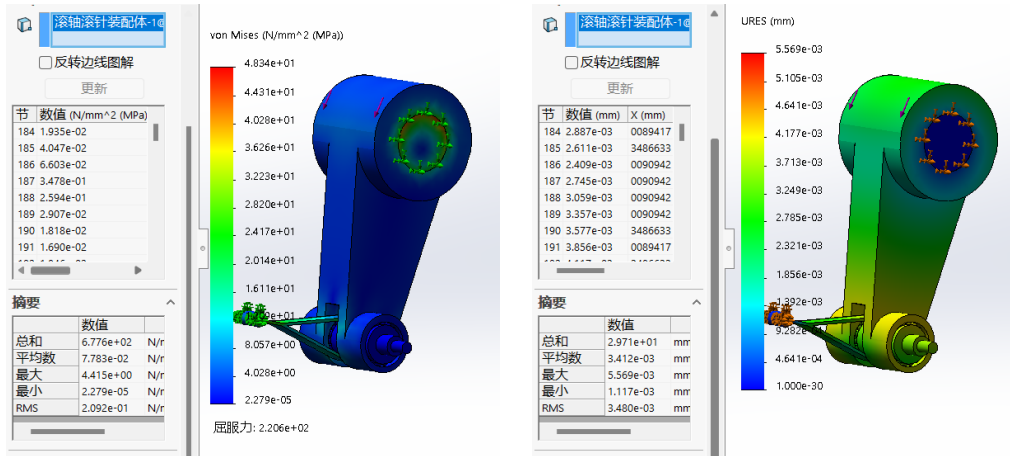 滚轴滚针装配体-1@
反转边线图解
更新
节 数值 (N/mm^2 (MPa)
184 1.935e-02
185 4.047e-02
186 6.603e-02
187 3.478e-01
188 2.594e-01
189 2.907e-02
190 1.818e-02
191 1.690e-02
摘要
数值
总和 6.776e+02 N/r
平均数 7.783e-02 N/r
最大 4.415e+00 N/r
最小 2.279e-05 N/r
RMS 2.092e-01 N/r
von Mises (N/mm^2 (MPa))
4.834e+01
4.431e+01
4.028e+01
3.626e+01
3.223e+01
2.820e+01
2.417e+01
2.014e+01
1.611e+01
8.057e+00
4.028e+00
2.279e-05
屈服力: 2.206e+02
滚轴滚针装配体-1@
反转边线图解
更新
节 数值 (mm) X (mm)
184 2.887e-03 0089417
185 2.611e-03 3486633
186 2.409e-03 0090942
187 2.745e-03 0090942
188 3.059e-03 0090942
189 3.357e-03 0090942
190 3.577e-03 3486633
191 3.856e-03 0089417
摘要
数值
总和 2.971e+01 mm
平均数 3.412e-03 mm
最大 5.569e-03 mm
最小 1.117e-03 mm
RMS 3.480e-03 mm
URES (mm)
5.569e-03
5.105e-03
4.641e-03
4.177e-03
3.713e-03
3.249e-03
2.785e-03
2.321e-03
1.856e-03
1.392e-03
4.641e-04
1.000e-30